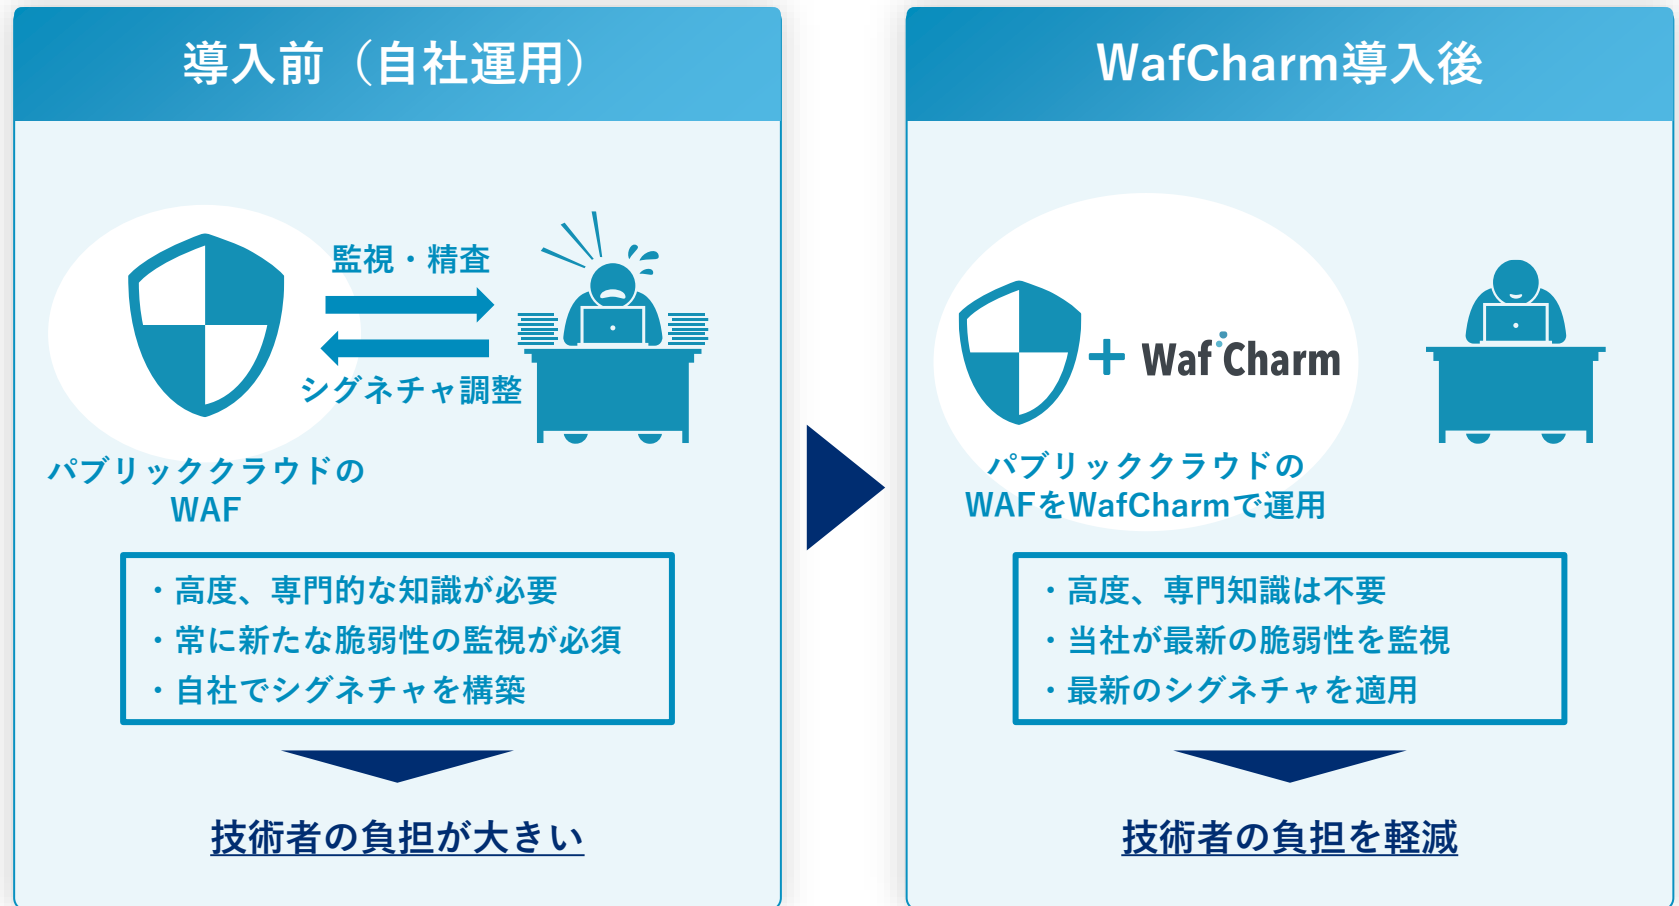 導入前（自社運用）
監視・精査
シグネチャ調整
パブリッククラウドの
WAF
・高度、専門的な知識が必要
・常に新たな脆弱性の監視が必須
・自社でシグネチャを構築
技術者の負担が大きい
WafCharm導入後
+ WafCharm
パブリッククラウドの
WAFをWafCharmで運用
・高度、専門知識は不要
・当社が最新の脆弱性を監視
・最新のシグネチャを適用
技術者の負担を軽減